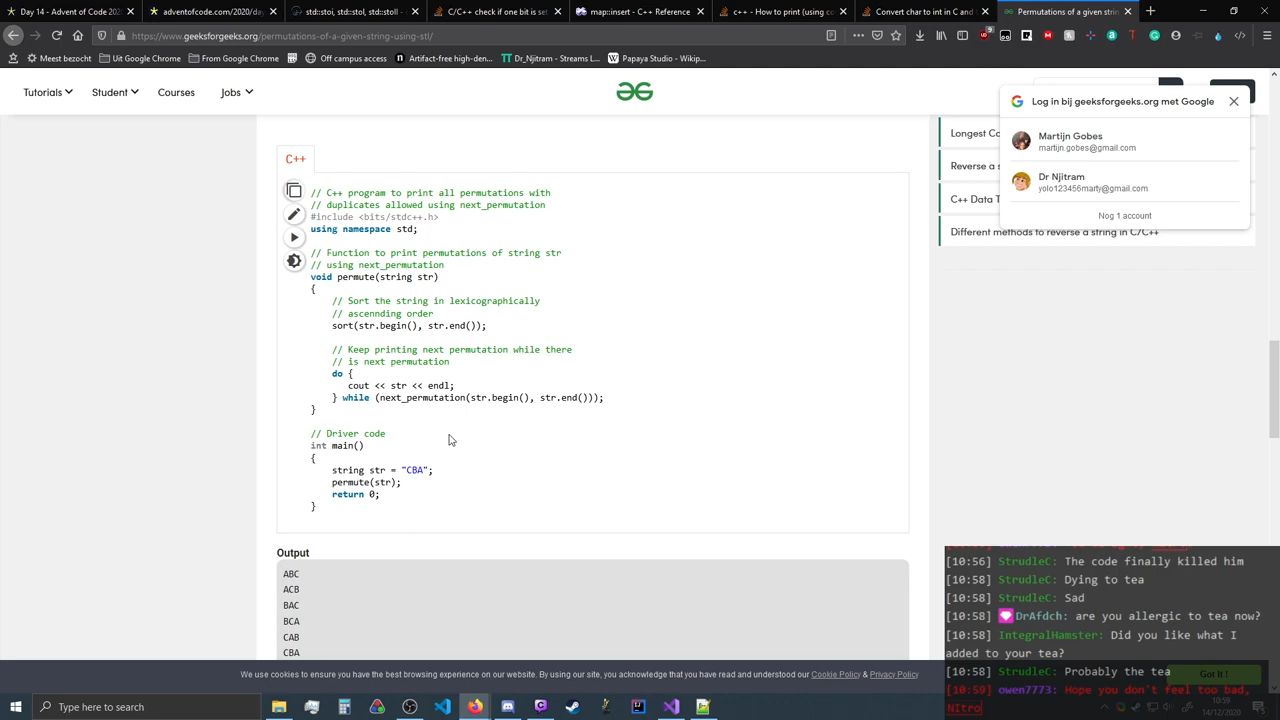 Day 14 - Advent of Code 2020
adventofcode.com/2020/day
std::stoi, std::stol, std::stoll -
C/C++ check if one bit is set
map::insert - C++ Reference
c++ - How to print (using co
Convert char to int in C and
Permutations of a given strin
https://www.geeksforgeeks.org/permutations-of-a-given-string-using-stl/
Meest bezocht
Uit Google Chrome
From Google Chrome
Off campus access
Artifact-free high-den...
Dr_Njitram - Streams L...
Papaya Studio - Wikip...
Tutorials
Student
Courses
Jobs
Log in bij geeksforgeeks.org met Google
Martijn Gobes
martijn.gobes@gmail.com
Dr Njitram
yolo123456marty@gmail.com
Nog 1 account
Longest Co
Reverse a s
C++ Data T
Different methods to reverse a string in C/C++
C++
// C++ program to print all permutations with
// duplicates allowed using next_permutation
#include <bits/stdc++.h>
using namespace std;
// Function to print permutations of string str
// using next_permutation
void permute(string str)
{
// Sort the string in lexicographically
// ascennding order
sort(str.begin(), str.end());
// Keep printing next permutation while there
// is next permutation
do {
cout << str << endl;
} while (next_permutation(str.begin(), str.end()));
}
// Driver code
int main()
{
string str = "CBA";
permute(str);
return 0;
}
Output
ABC
ACB
BAC
BCA
CAB
CBA
We use cookies to ensure you have the best browsing experience on our website. By using our site, you acknowledge that you have read and understood our Cookie Policy & Privacy Policy
Got It !
[10:56] StrudleC: The code finally killed him
[10:58] StrudleC: Dying to tea
[10:58] StrudleC: Sad
[10:58] DrAfdch: are you allergic to tea now?
[10:58] IntegralHamster: Did you like what I
added to your tea?
[10:58] StrudleC: Probably the tea
[10:59] owen7773: Hope you don't feel too bad,
NItro
Type here to search
10:59
14/12/2020